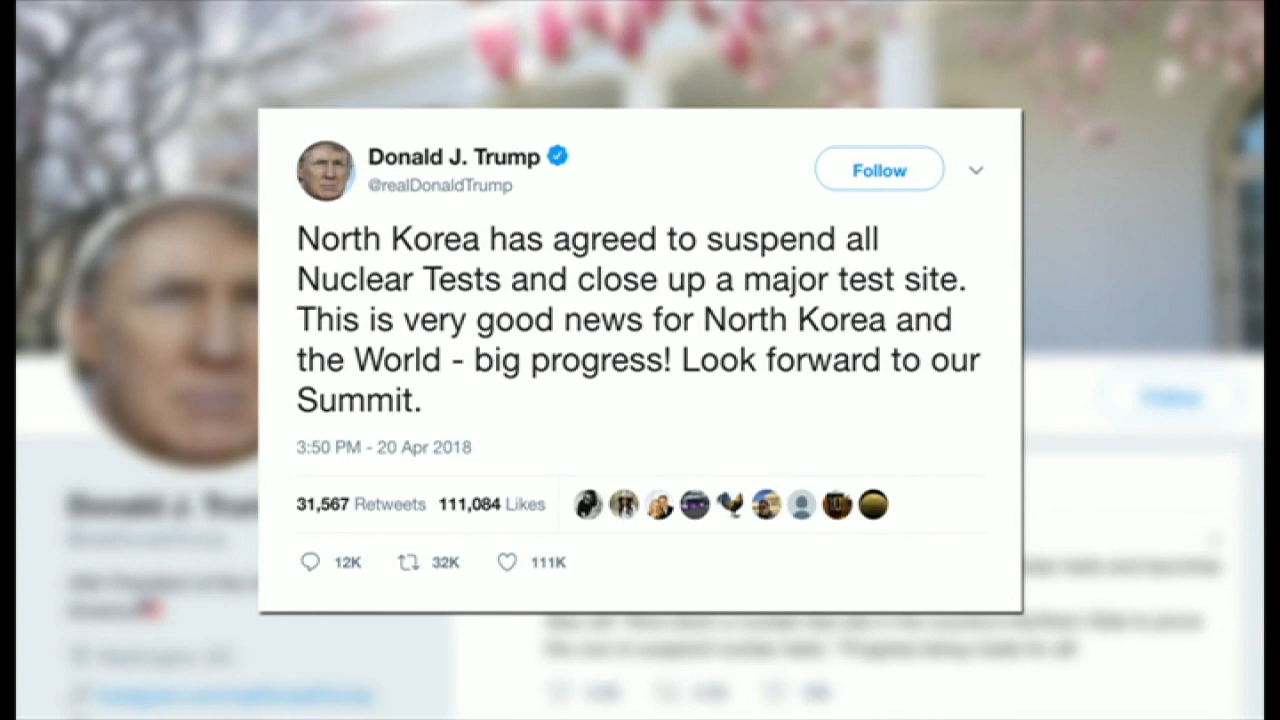 Donald J. Trump
@realDonaldTrump
Follow
North Korea has agreed to suspend all
Nuclear Tests and close up a major test site.
This is very good news for North Korea and
the World - big progress! Look forward to our
Summit.
3:50 PM - 20 Apr 2018
31,567 Retweets 111,084 Likes
12K 32K 111K